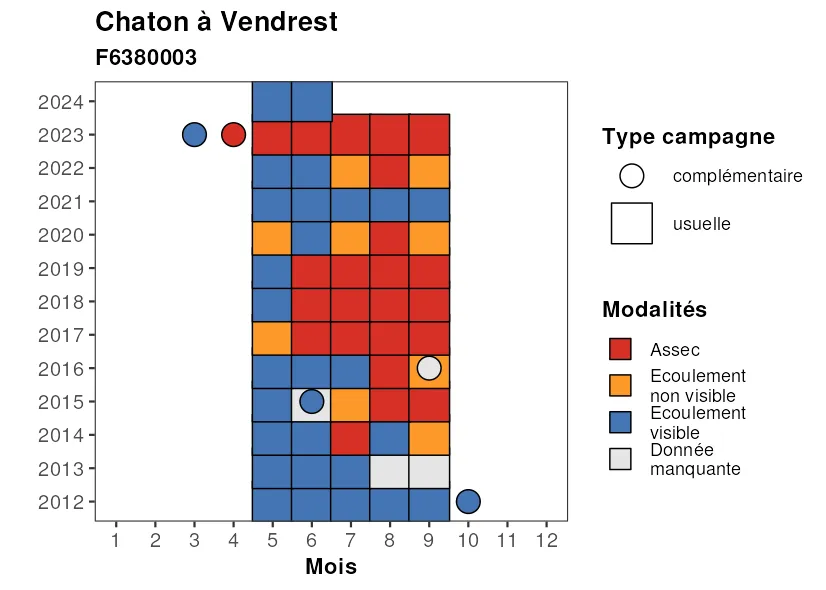 Chaton à Vendrest
F6380003
2024
2023
2022
2021
2020
2019
2018
2017
2016
2015
2014
2013
2012
1 2 3 4 5 6 7 8 9 10 11 12
Mois
Type campagne
complémentaire
usuelle
Modalités
Assec
Ecoulement
non visible
Ecoulement
visible
Donnée
manquante